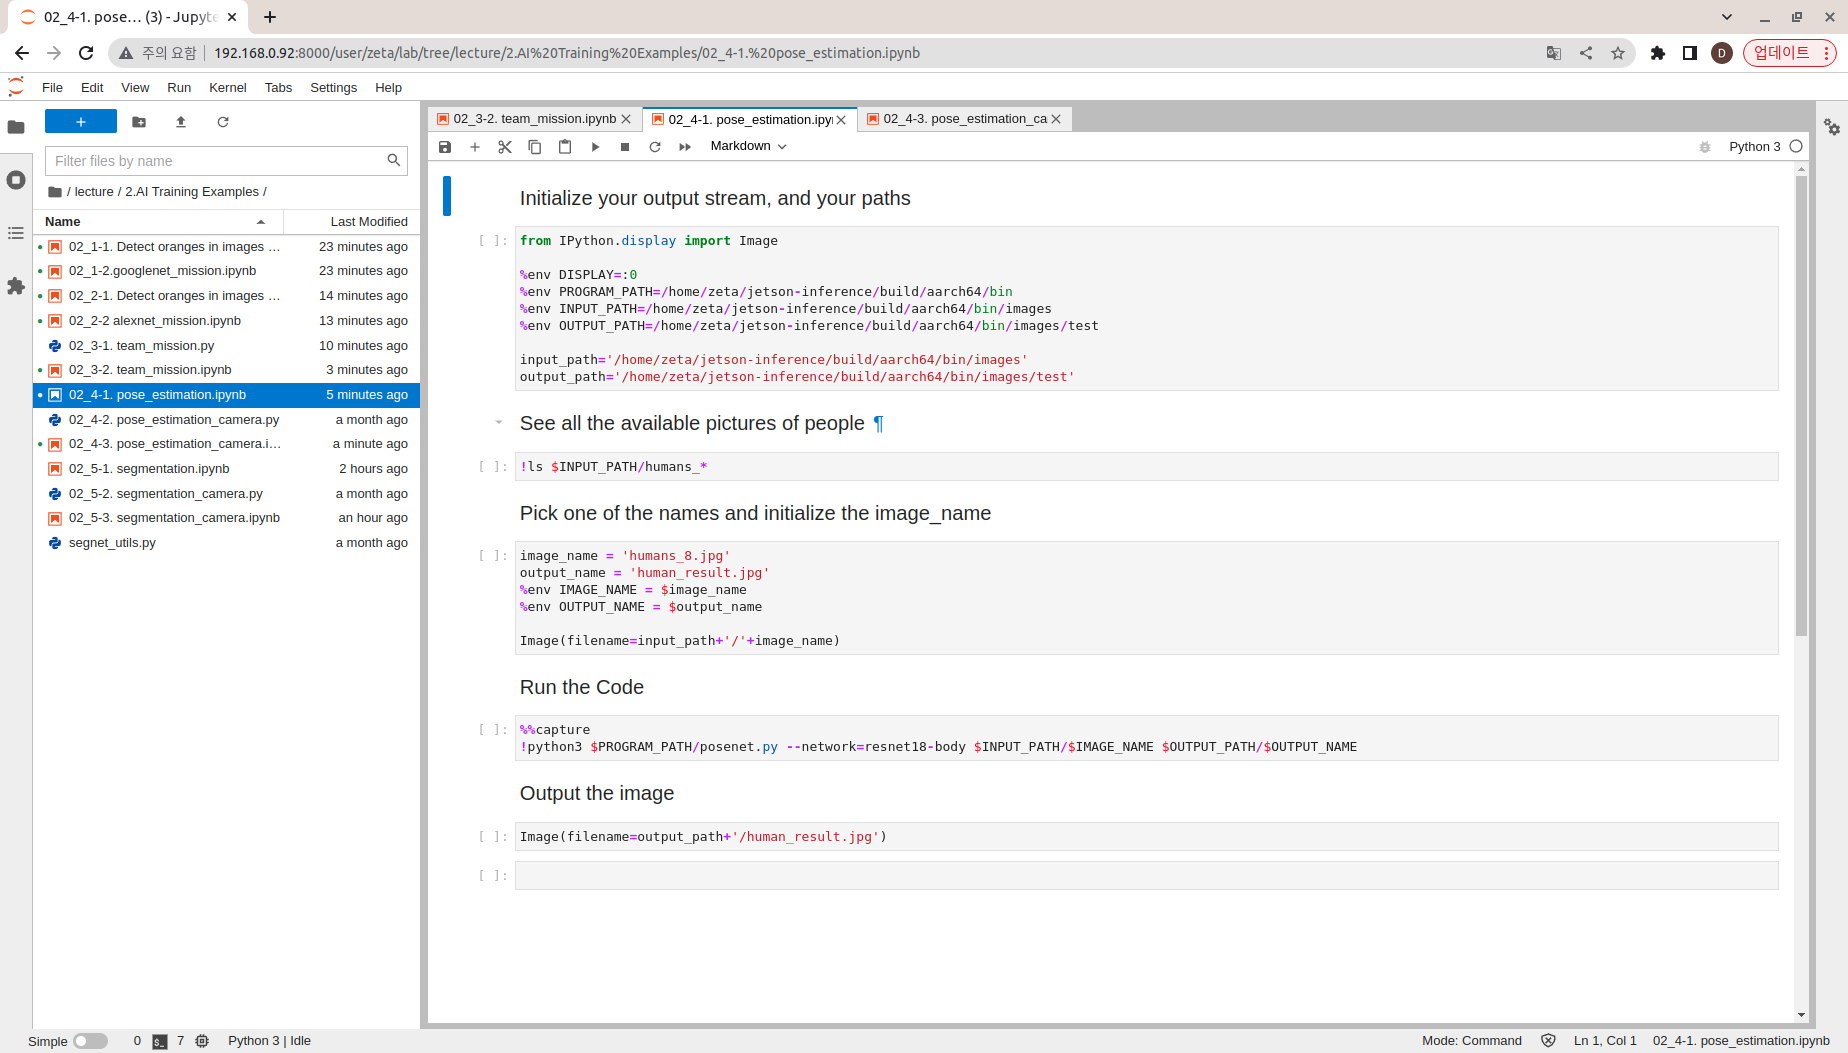 02_4-1. pose… (3) - Jupyte
주의 요함
192.168.0.92:8000/user/zeta/lab/tree/lecture/2.AI%20Training%20Examples/02_4-1.%20pose_estimation.ipynb
D
업데이트
File Edit View Run Kernel Tabs Settings Help
Filter files by name
/ lecture / 2.AI Training Examples /
Name Last Modified
02_1-1. Detect oranges in images … 23 minutes ago
02_1-2.googlenet_mission.ipynb 23 minutes ago
02_2-1. Detect oranges in images … 14 minutes ago
02_2-2 alexnet_mission.ipynb 13 minutes ago
02_3-1. team_mission.py 10 minutes ago
02_3-2. team_mission.ipynb 3 minutes ago
02_4-1. pose_estimation.ipynb 5 minutes ago
02_4-2. pose_estimation_camera.py a month ago
02_4-3. pose_estimation_camera.i… a minute ago
02_5-1. segmentation.ipynb 2 hours ago
02_5-2. segmentation_camera.py a month ago
02_5-3. segmentation_camera.ipynb an hour ago
segnet_utils.py a month ago
02_3-2. team_mission.ipynb
02_4-1. pose_estimation.ipyn
02_4-3. pose_estimation_ca
Markdown
Python 3
Initialize your output stream, and your paths
[ ]: from IPython.display import Image
%env DISPLAY=:0
%env PROGRAM_PATH=/home/zeta/jetson-inference/build/aarch64/bin
%env INPUT_PATH=/home/zeta/jetson-inference/build/aarch64/bin/images
%env OUTPUT_PATH=/home/zeta/jetson-inference/build/aarch64/bin/images/test
input_path='/home/zeta/jetson-inference/build/aarch64/bin/images'
output_path='/home/zeta/jetson-inference/build/aarch64/bin/images/test'
See all the available pictures of people ¶
[ ]: !ls $INPUT_PATH/humans_*
Pick one of the names and initialize the image_name
[ ]: image_name = 'humans_8.jpg'
output_name = 'human_result.jpg'
%env IMAGE_NAME = $image_name
%env OUTPUT_NAME = $output_name
Image(filename=input_path+'/'+image_name)
Run the Code
[ ]: %%capture
!python3 $PROGRAM_PATH/posenet.py --network=resnet18-body $INPUT_PATH/$IMAGE_NAME $OUTPUT_PATH/$OUTPUT_NAME
Output the image
[ ]: Image(filename=output_path+'/human_result.jpg')
[ ]:
Simple 0 7 Python 3 | Idle
Mode: Command Ln 1, Col 1 02_4-1. pose_estimation.ipynb